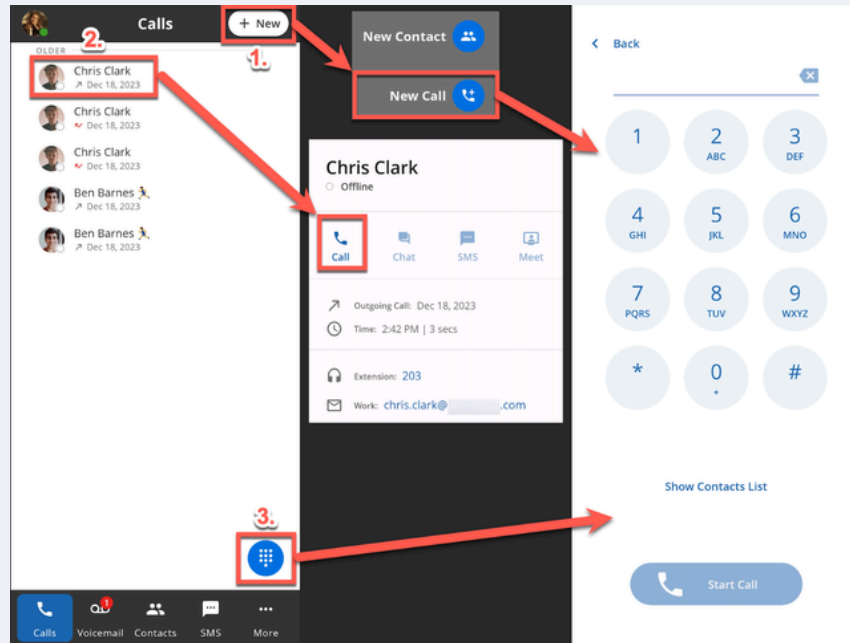 Calls
+ New
1.
2.
OLDER
Chris Clark
Dec 18, 2023
Chris Clark
Dec 18, 2023
Chris Clark
Dec 18, 2023
Ben Barnes 🏃
Dec 18, 2023
Ben Barnes 🏃
Dec 18, 2023
3.
1
Calls
Voicemail
Contacts
SMS
More
New Contact
New Call
Chris Clark
Offline
Call
Chat
SMS
Meet
Outgoing Call: Dec 18, 2023
Time: 2:42 PM | 3 secs
Extension: 203
Work: chris.clark@ .com
< Back
1
2
ABC
3
DEF
4
GHI
5
JKL
6
MNO
7
PQRS
8
TUV
9
WXYZ
*
0
+
#
Show Contacts List
Start Call